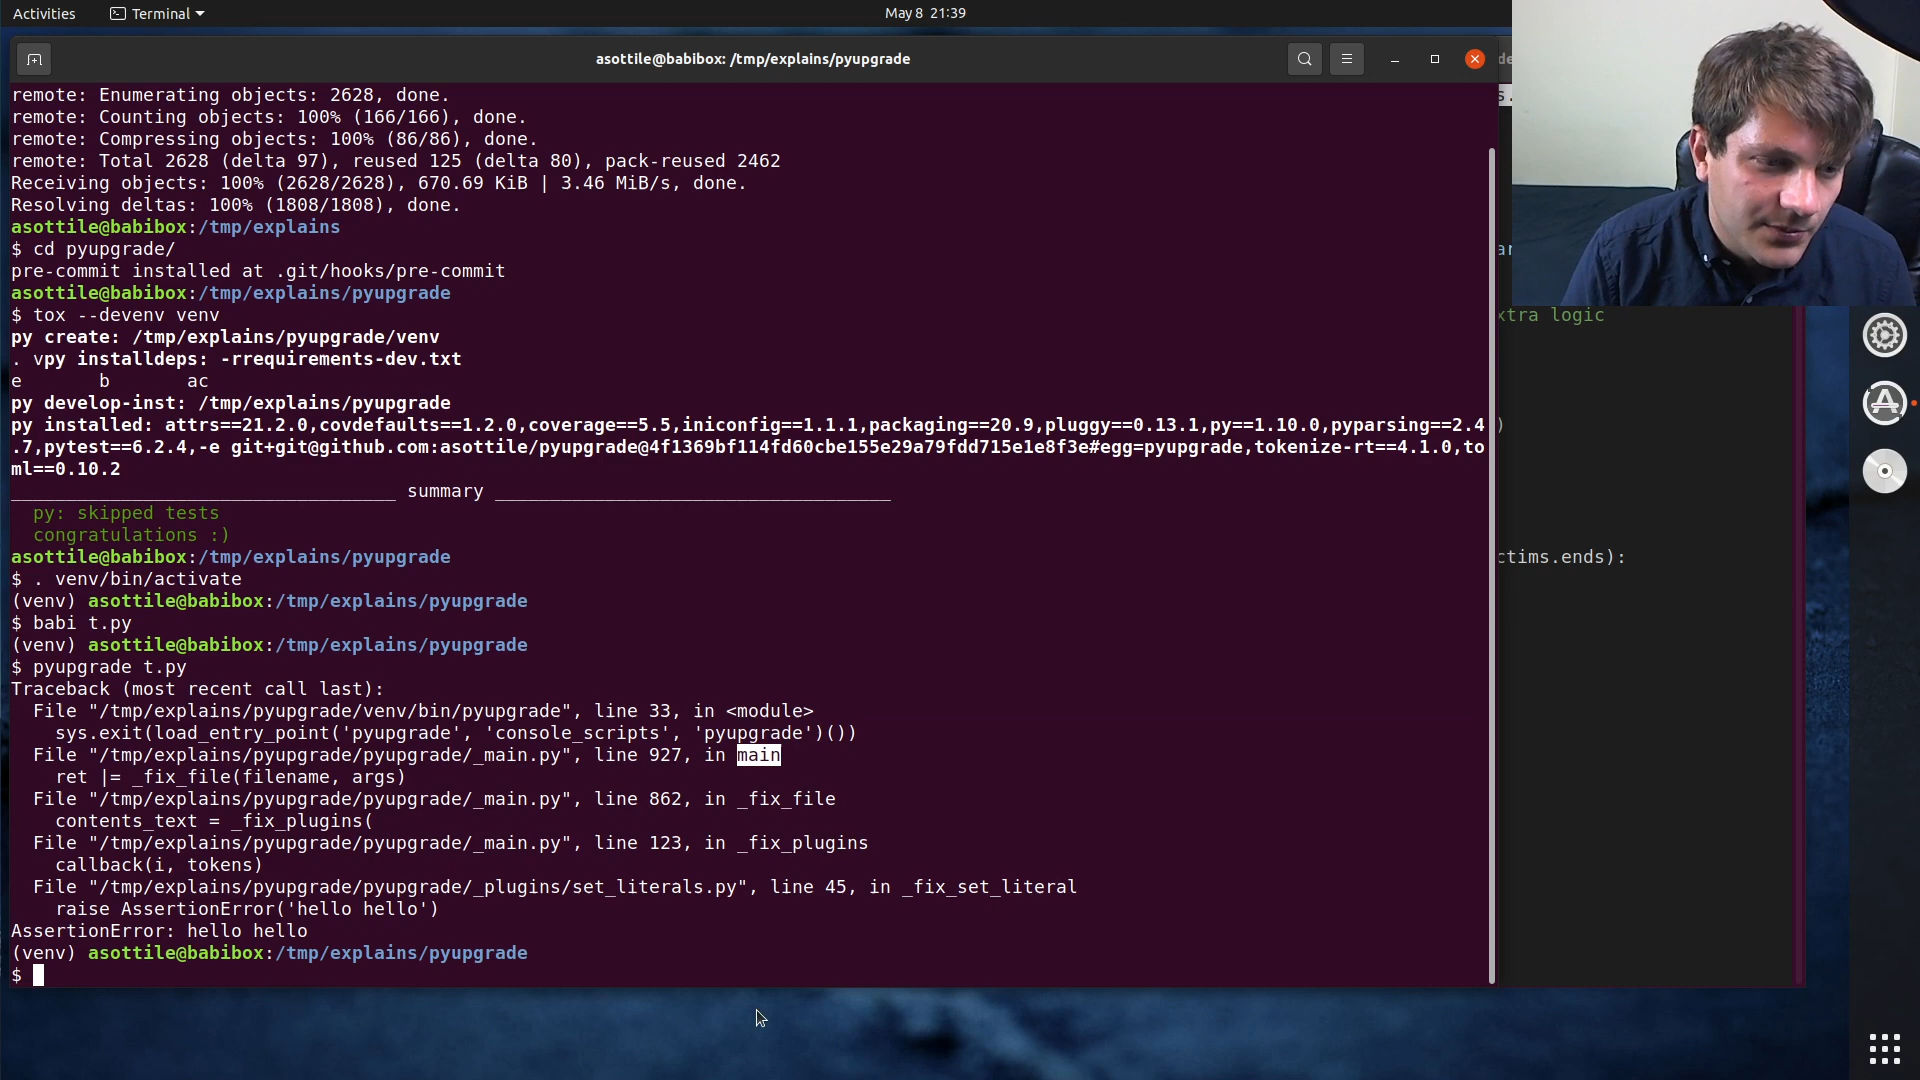 Activities
Terminal
May 8 21:39
asottile@babibox: /tmp/explains/pyupgrade
remote: Enumerating objects: 2628, done.
remote: Counting objects: 100% (166/166), done.
remote: Compressing objects: 100% (86/86), done.
remote: Total 2628 (delta 97), reused 125 (delta 80), pack-reused 2462
Receiving objects: 100% (2628/2628), 670.69 KiB | 3.46 MiB/s, done.
Resolving deltas: 100% (1808/1808), done.
asottile@babibox:/tmp/explains
$ cd pyupgrade/
pre-commit installed at .git/hooks/pre-commit
asottile@babibox:/tmp/explains/pyupgrade
$ tox --devenv venv
xtra logic
py create: /tmp/explains/pyupgrade/venv
. vpy installdeps: -rrequirements-dev.txt
e       b       ac
py develop-inst: /tmp/explains/pyupgrade
py installed: attrs==21.2.0,covdefaults==1.2.0,coverage==5.5,iniconfig==1.1.1,packaging==20.9,pluggy==0.13.1,py==1.10.0,pyparsing==2.4
)
.7,pytest==6.2.4,-e git+git@github.com:asottile/pyupgrade@4f1369bf114fd60cbe155e29a79fdd715e1e8f3e#egg=pyupgrade,tokenize-rt==4.1.0,to
ml==0.10.2
___________________________________ summary ____________________________________
py: skipped tests
congratulations :)
asottile@babibox:/tmp/explains/pyupgrade
ctims.ends):
$ . venv/bin/activate
(venv) asottile@babibox:/tmp/explains/pyupgrade
$ babi t.py
(venv) asottile@babibox:/tmp/explains/pyupgrade
$ pyupgrade t.py
Traceback (most recent call last):
File "/tmp/explains/pyupgrade/venv/bin/pyupgrade", line 33, in <module>
sys.exit(load_entry_point('pyupgrade', 'console_scripts', 'pyupgrade')())
File "/tmp/explains/pyupgrade/pyupgrade/_main.py", line 927, in main
ret |= _fix_file(filename, args)
File "/tmp/explains/pyupgrade/pyupgrade/_main.py", line 862, in _fix_file
contents_text = _fix_plugins(
File "/tmp/explains/pyupgrade/pyupgrade/_main.py", line 123, in _fix_plugins
callback(i, tokens)
File "/tmp/explains/pyupgrade/pyupgrade/_plugins/set_literals.py", line 45, in _fix_set_literal
raise AssertionError('hello hello')
AssertionError: hello hello
(venv) asottile@babibox:/tmp/explains/pyupgrade
$